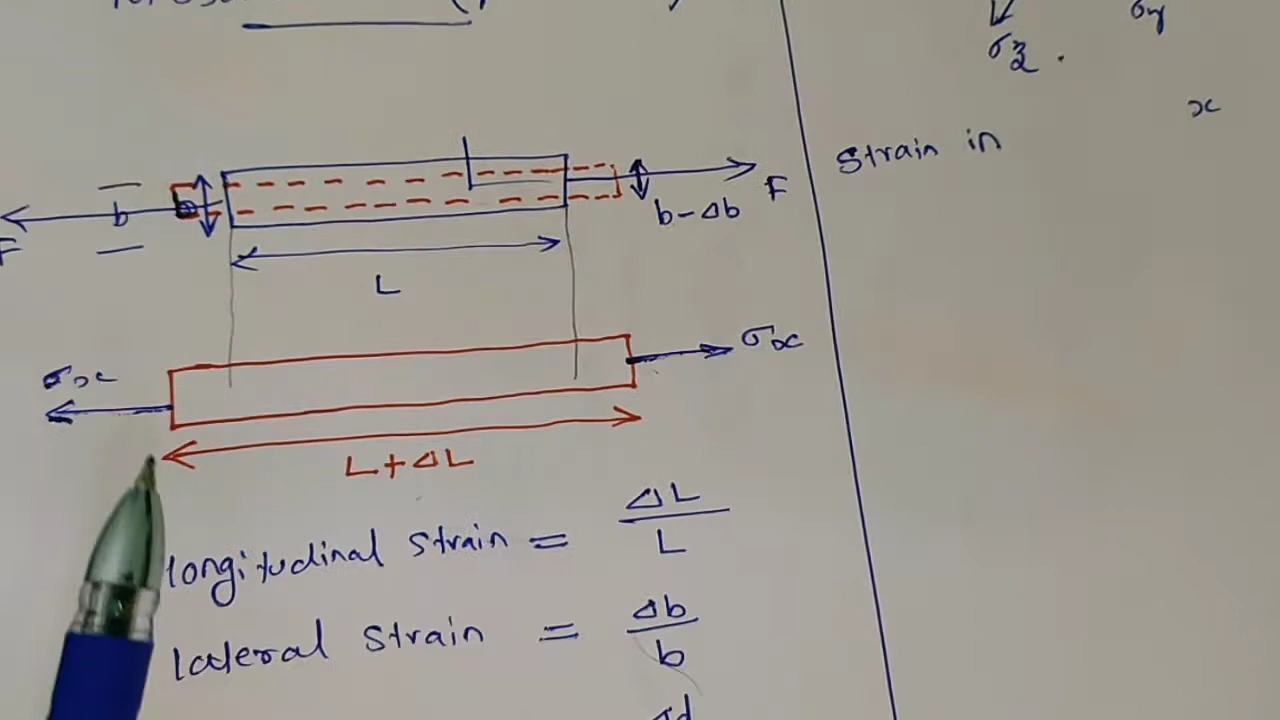 σz .
σy
x
strain in
F
b
b
b-Δb
F
L
σx
σx
L+ΔL
longitudinal strain = ΔL/L
lateral strain = Δb/b